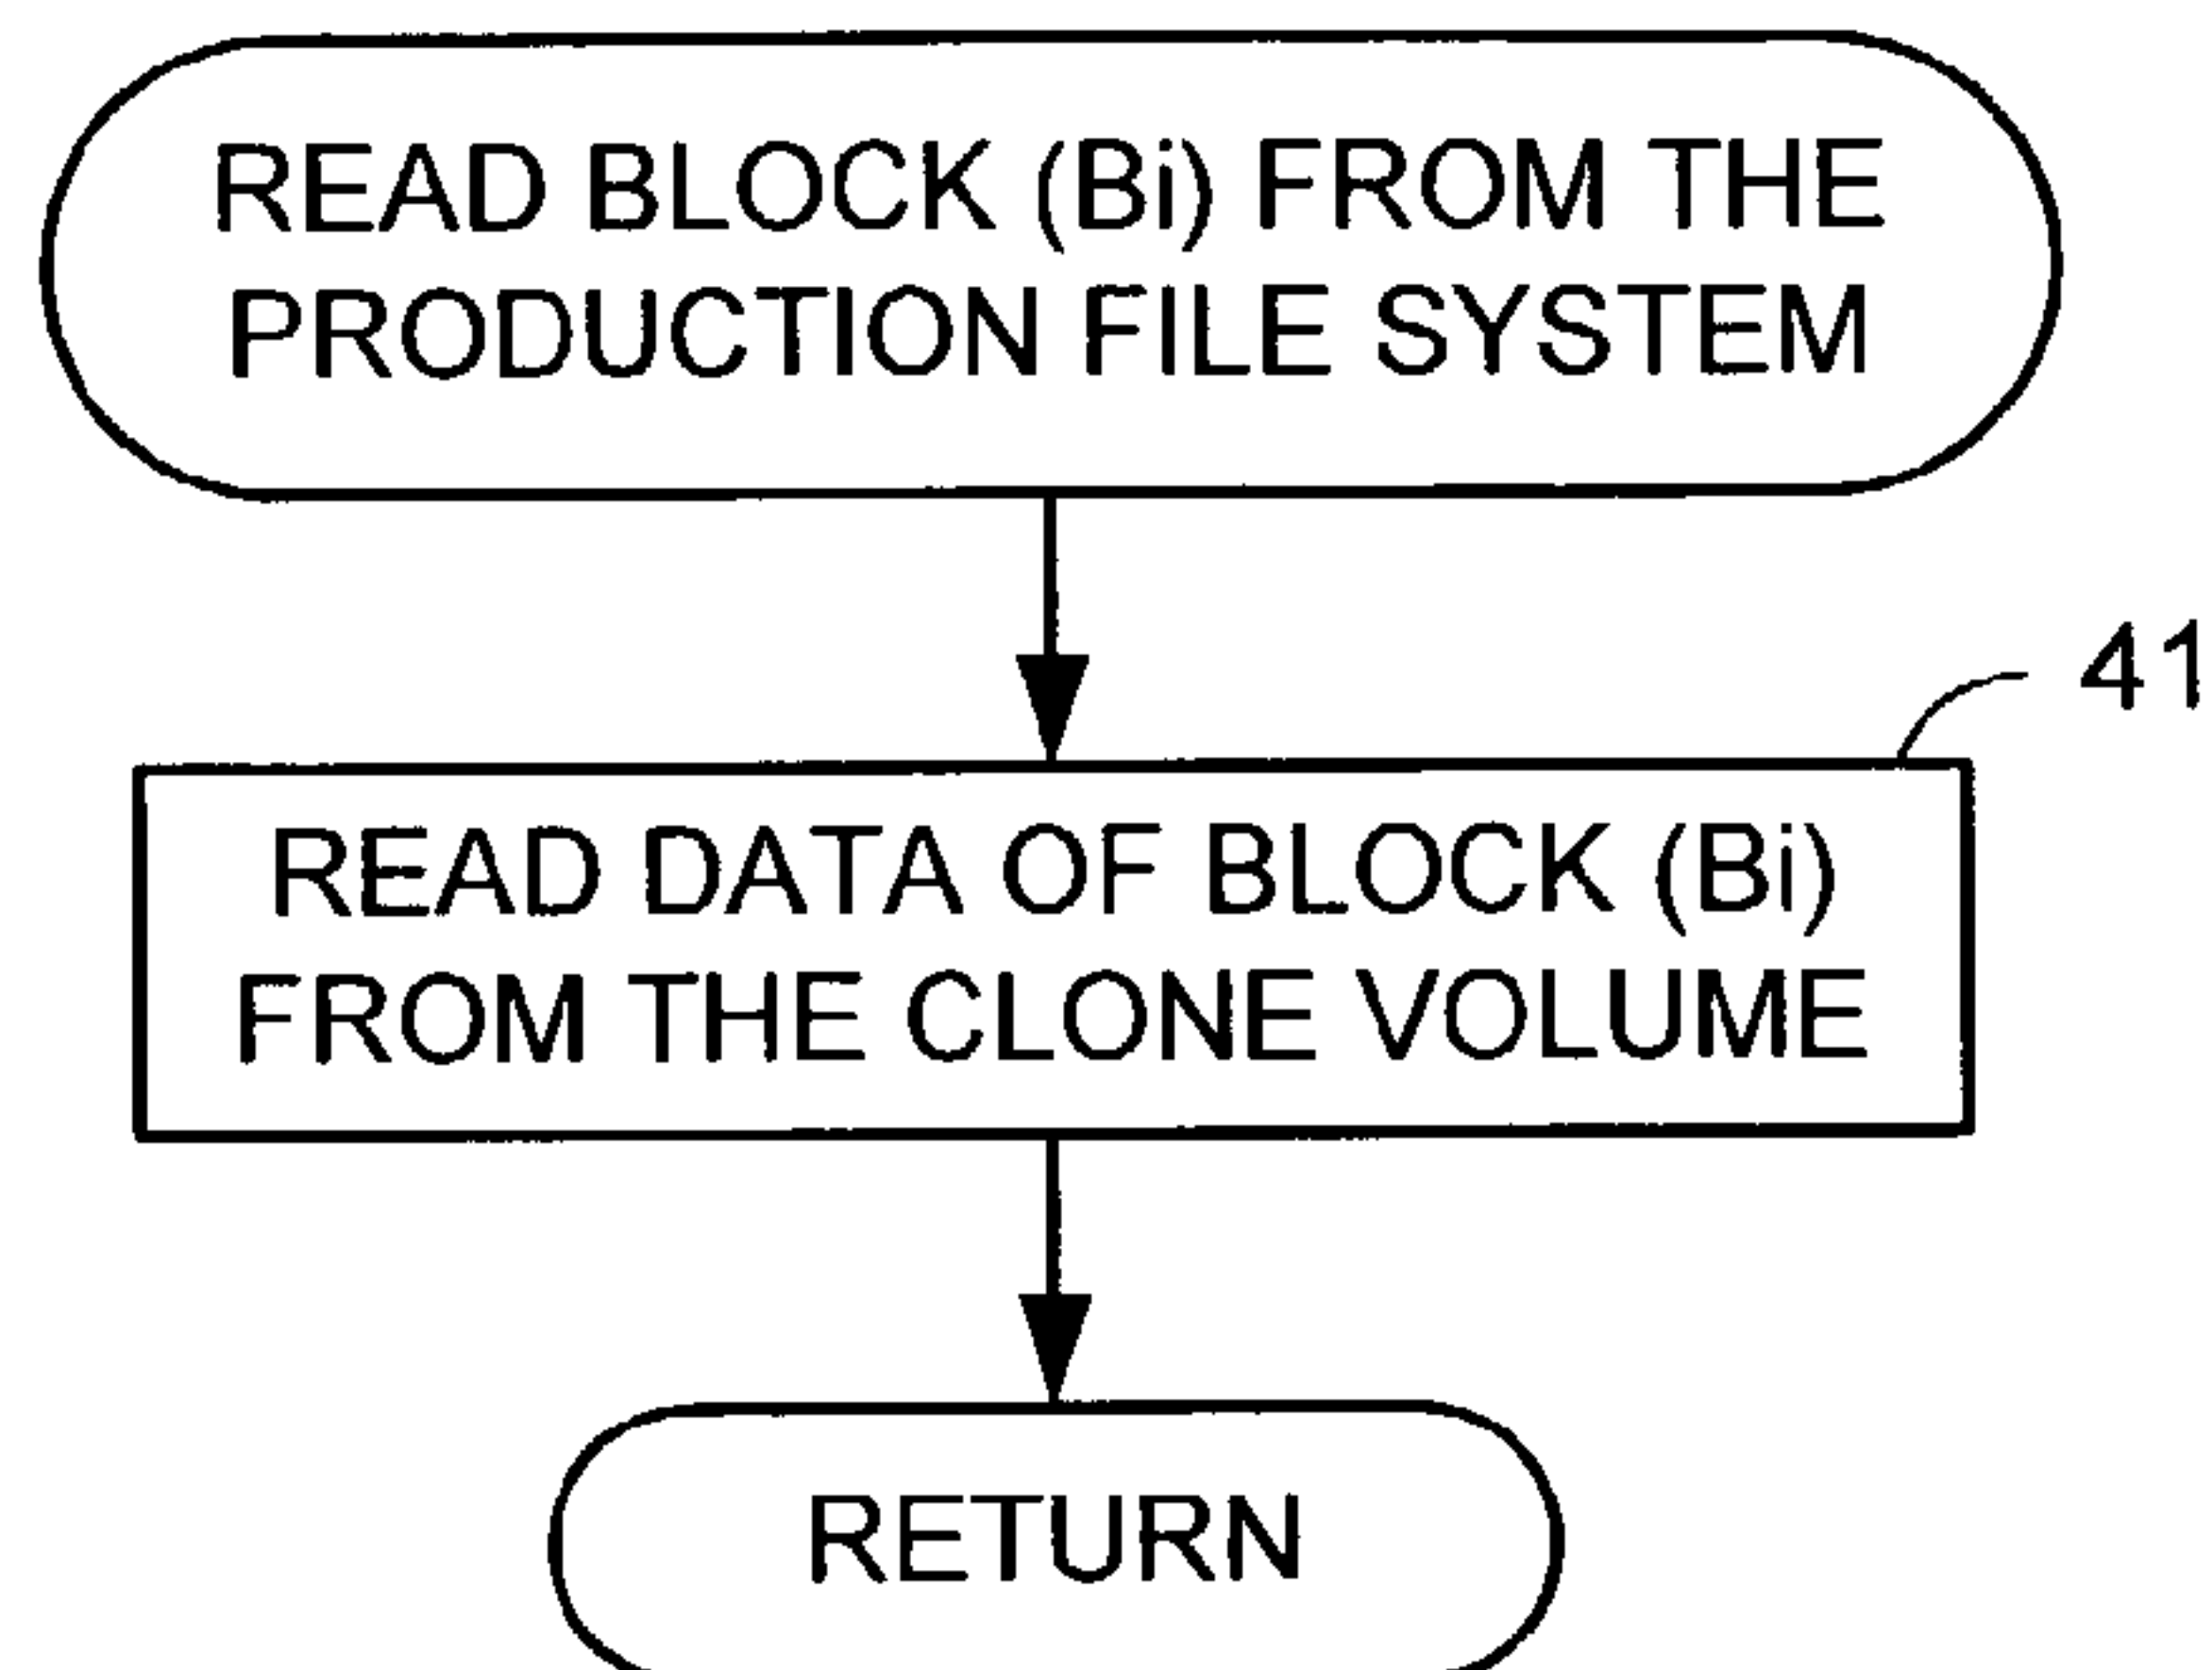 READ BLOCK (Bi) FROM THE
PRODUCTION FILE SYSTEM
41
READ DATA OF BLOCK (Bi)
FROM THE CLONE VOLUME
RETURN